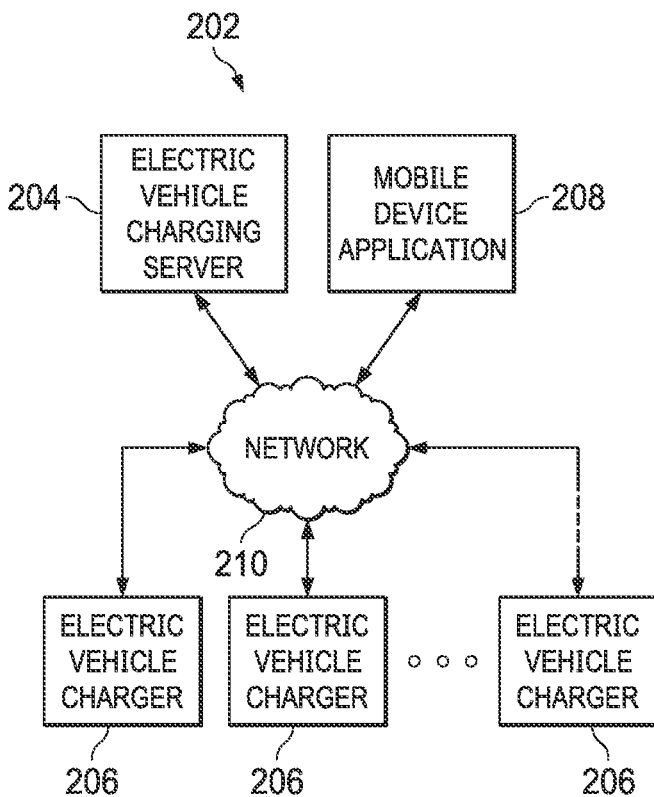 202
ELECTRIC
VEHICLE
CHARGING
SERVER
204
MOBILE
DEVICE
APPLICATION
208
NETWORK
210
ELECTRIC
VEHICLE
CHARGER
206
ELECTRIC
VEHICLE
CHARGER
206
ELECTRIC
VEHICLE
CHARGER
206